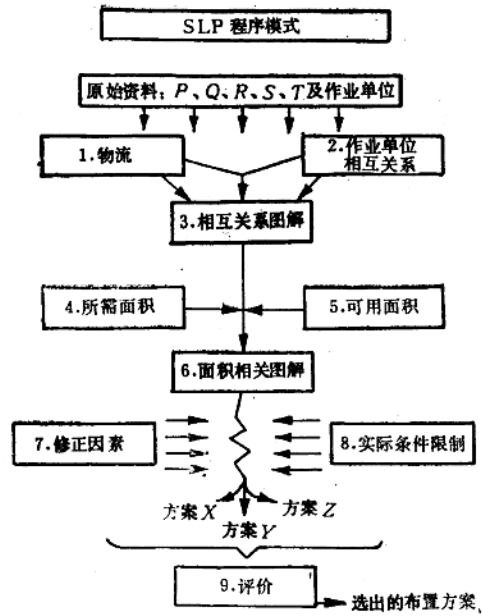 SLP 程序模式
原始资料：P、Q、R、S、T及作业单位
1.物流
2.作业单位
相互关系
3.相互关系图解
4.所需面积
5.可用面积
6.面积相关图解
7.修正因素
8.实际条件限制
方案X
方案Y
方案Z
9.评价
选出的布置方案